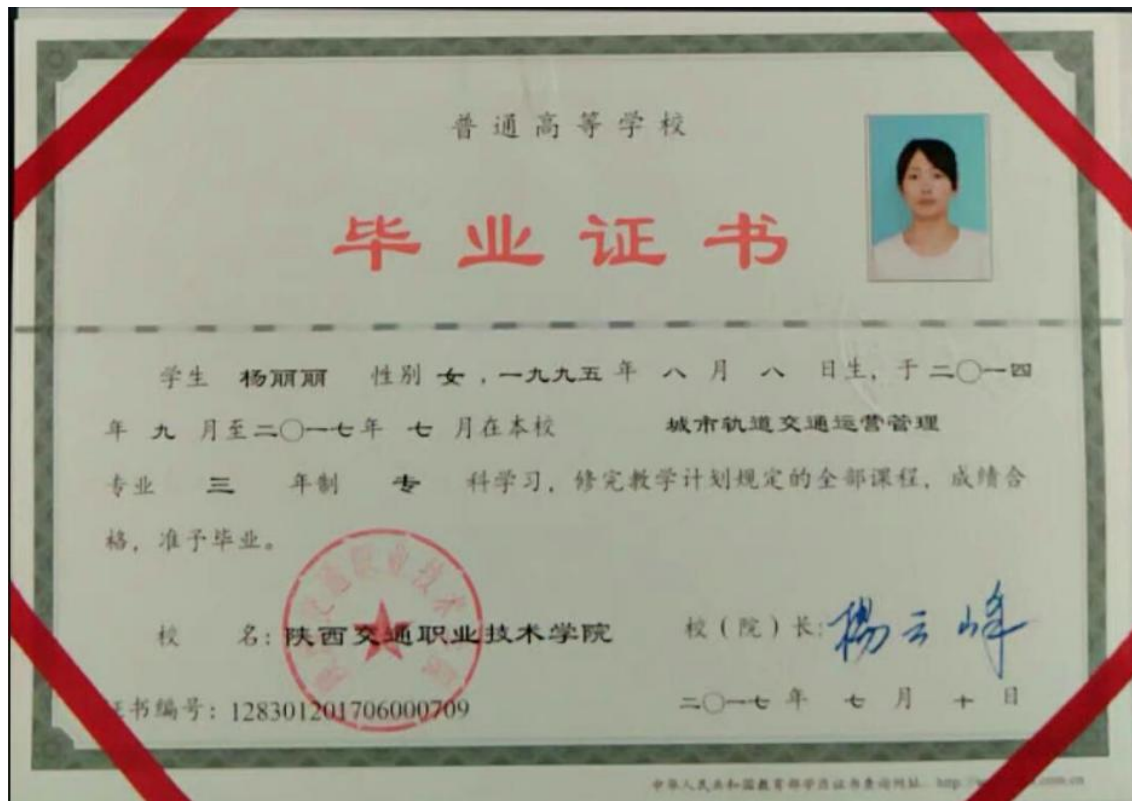 普通高等学校
毕业证书
学生 杨丽丽 性别 女，一九九五 年 八 月 八 日生，于 二〇一四
年 九 月至 二〇一七 年 七 月在本校 城市轨道交通运营管理
专业 三 年制 专 科学习，修完教学计划规定的全部课程，成绩合
格，准予毕业。
校 名：陕西交通职业技术学院 校（院）长：杨云峰
证书编号：128301201706000709 二〇一七 年 七 月 十 日
中华人民共和国教育部学历证书查询网址：http://